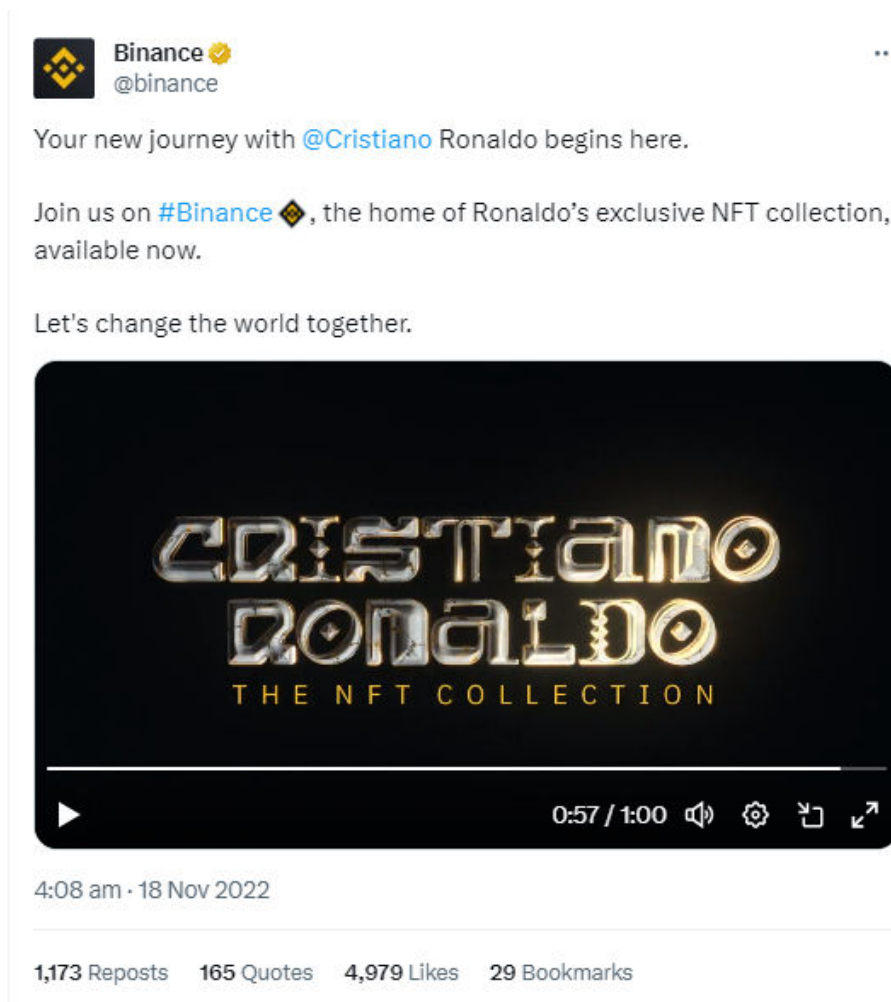 Binance
@binance
Your new journey with @Cristiano Ronaldo begins here.
Join us on #Binance , the home of Ronaldo’s exclusive NFT collection,
available now.
Let's change the world together.
CRISTIANO
RONALDO
THE NFT COLLECTION
0:57 / 1:00
4:08 am · 18 Nov 2022
1,173 Reposts 165 Quotes 4,979 Likes 29 Bookmarks